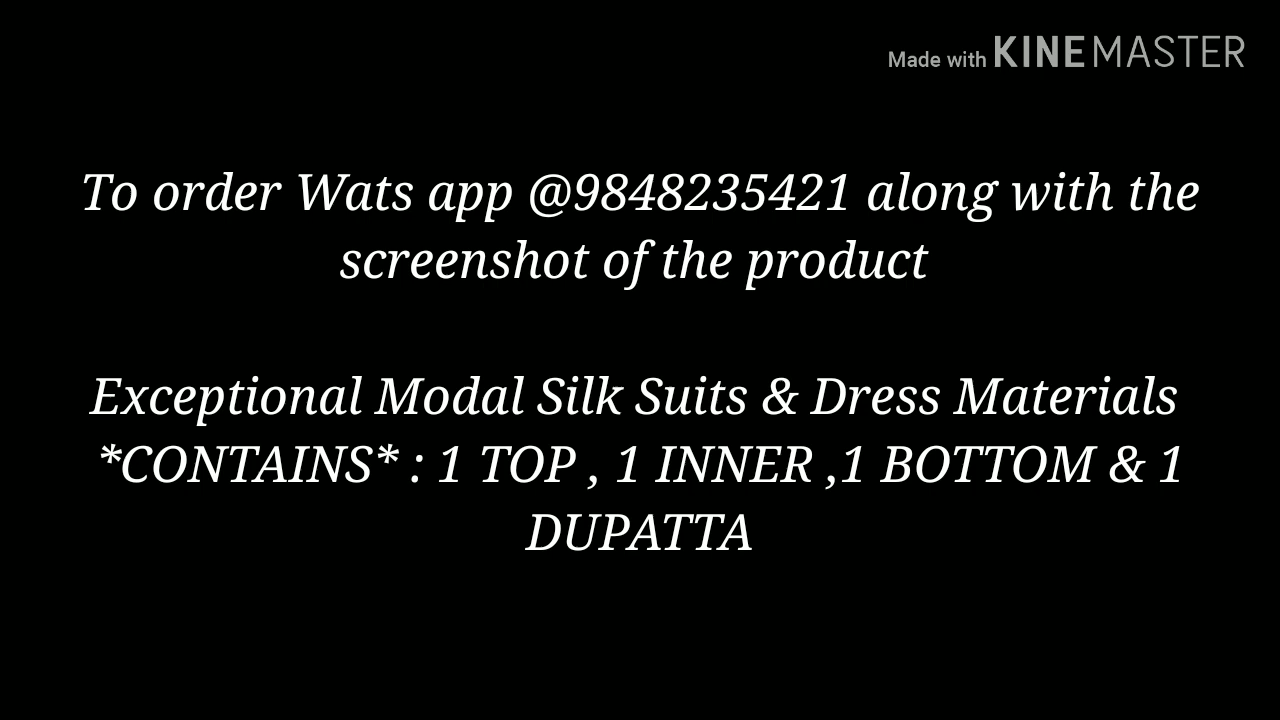 Made with KINEMASTER
To order Wats app @9848235421 along with the
screenshot of the product
Exceptional Modal Silk Suits & Dress Materials
*CONTAINS* : 1 TOP , 1 INNER ,1 BOTTOM & 1
DUPATTA